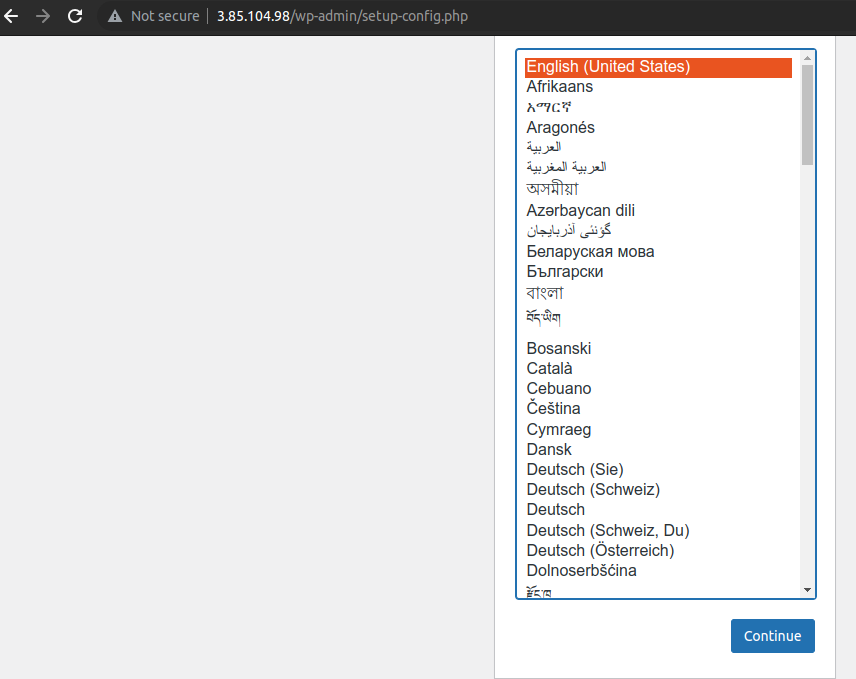 Not secure | 3.85.104.98/wp-admin/setup-config.php
English (United States)
Afrikaans
አማርኛ
Aragonés
العربية
العربية المغربية
অসমীয়া
Azərbaycan dili
گؤنئی آذربایجان
Беларуская мова
Български
বাংলা
བོད་ཡིག
Bosanski
Català
Cebuano
Čeština
Cymraeg
Dansk
Deutsch (Sie)
Deutsch (Schweiz)
Deutsch
Deutsch (Schweiz, Du)
Deutsch (Österreich)
Dolnoserbšćina
རྫོང་ཁ
Continue